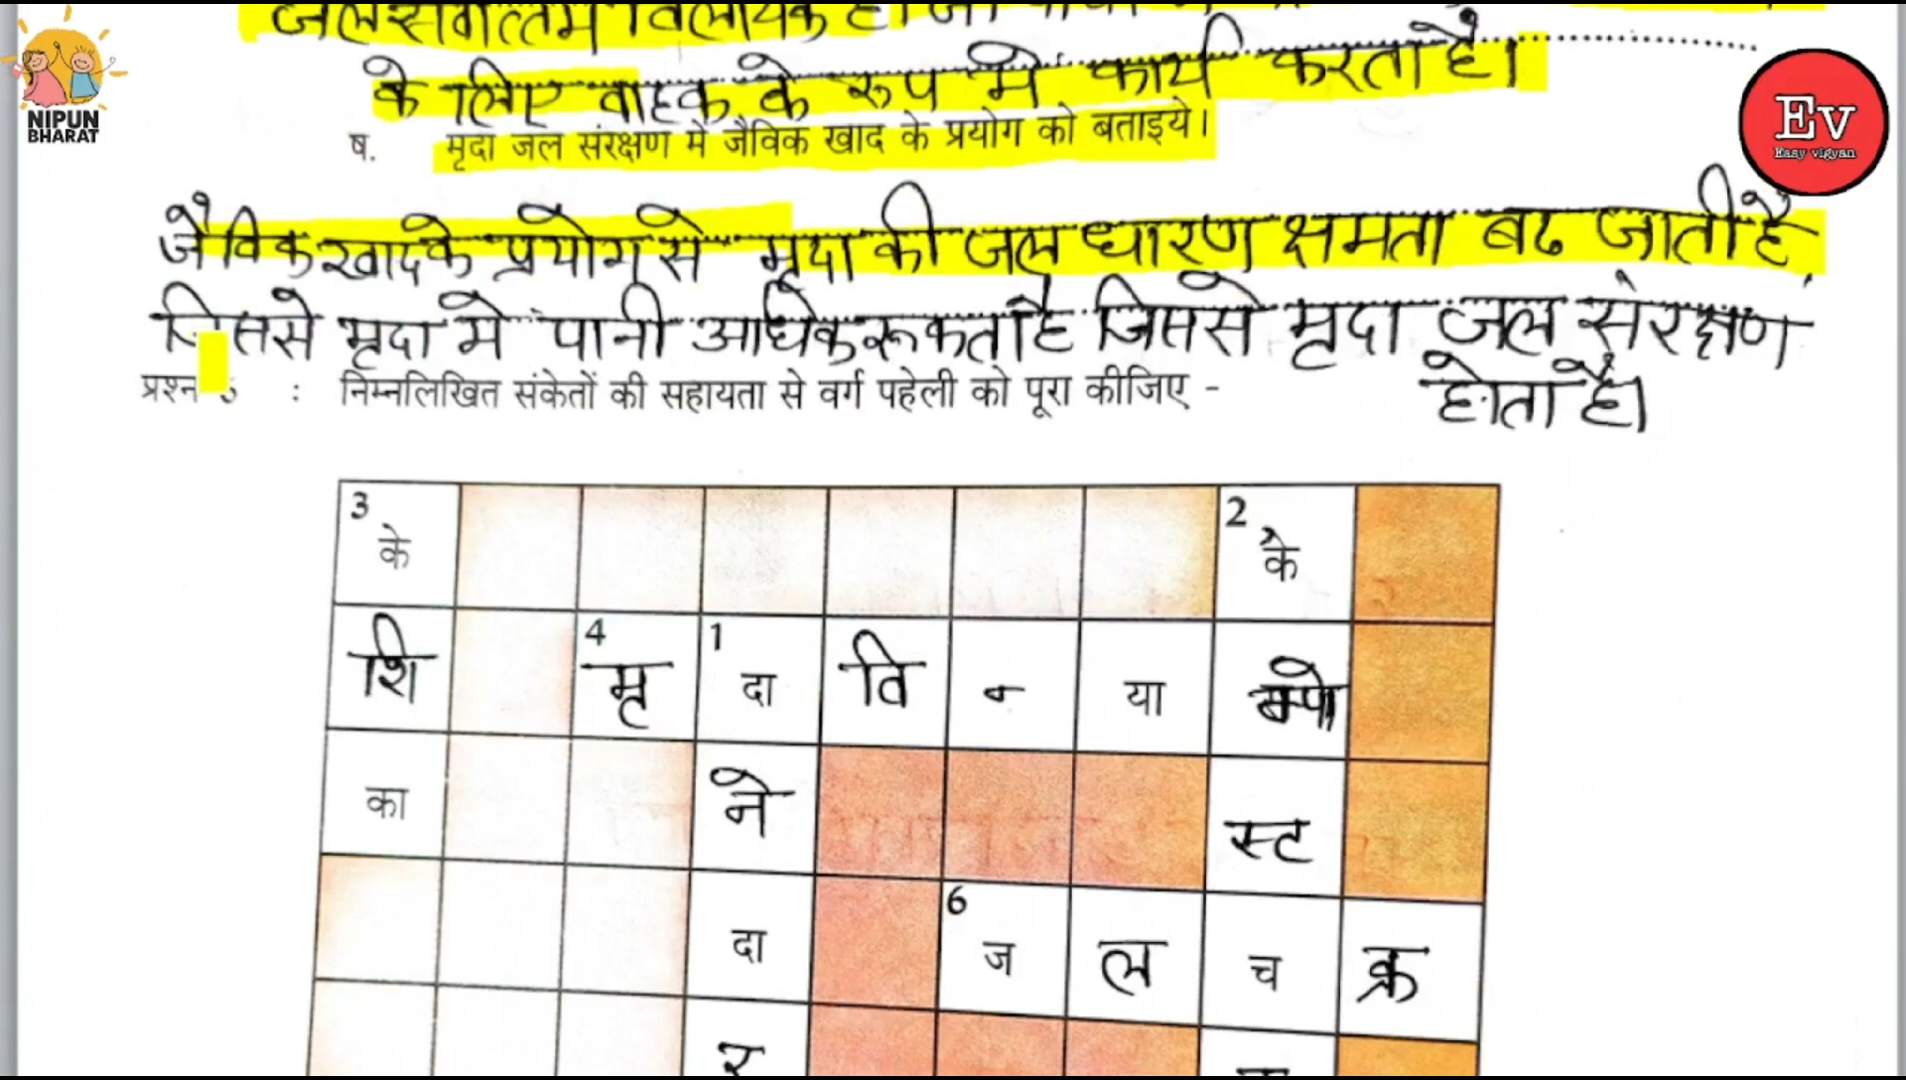 के लिए वाहक के रुप में कार्य करता है।
NIPUN
BHARAT
Ev
Easy vigyan
ष. मृदा जल संरक्षण में जैविक खाद के प्रयोग को बताइये।
जैविक खाद के प्रयोग से मृदा की जल धारण क्षमता बढ जाती है,
जिससे मृदा मे पानी अधिक रूकता है जिससे मृदा जल संरक्षण
होता है।
प्रश्न : निम्नलिखित संकेतों की सहायता से वर्ग पहेली को पूरा कीजिए -
3 के 2 के
शि 4 मृ 1 दा वि न या म्पो
का ने स्ट
दा 6 ज ल च क्र
र